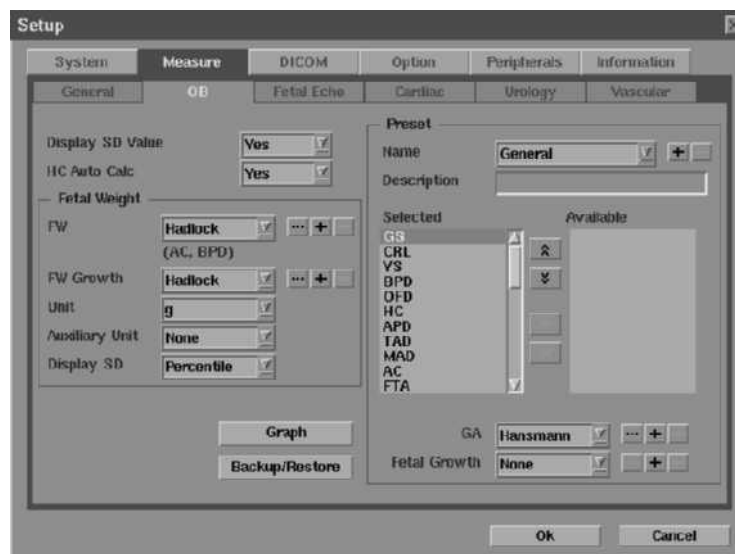 Setup
System Measure DICOM Option Peripherals Information
General OB Fetal Echo Cardiac Urology Vascular
Display SD Value Yes
HC Auto Calc Yes
Fetal Weight
FW Hadlock ... +
(AC, BPD)
FW Growth Hadlock ... +
Unit g
Auxiliary Unit None
Display SD Percentile
Graph
Backup/Restore
Preset
Name General +
Description
Selected Available
GS
CRL
YS
BPD
OFD
HC
APD
TAD
MAD
AC
FTA
GA Hansmann ... +
Fetal Growth None +
Ok Cancel